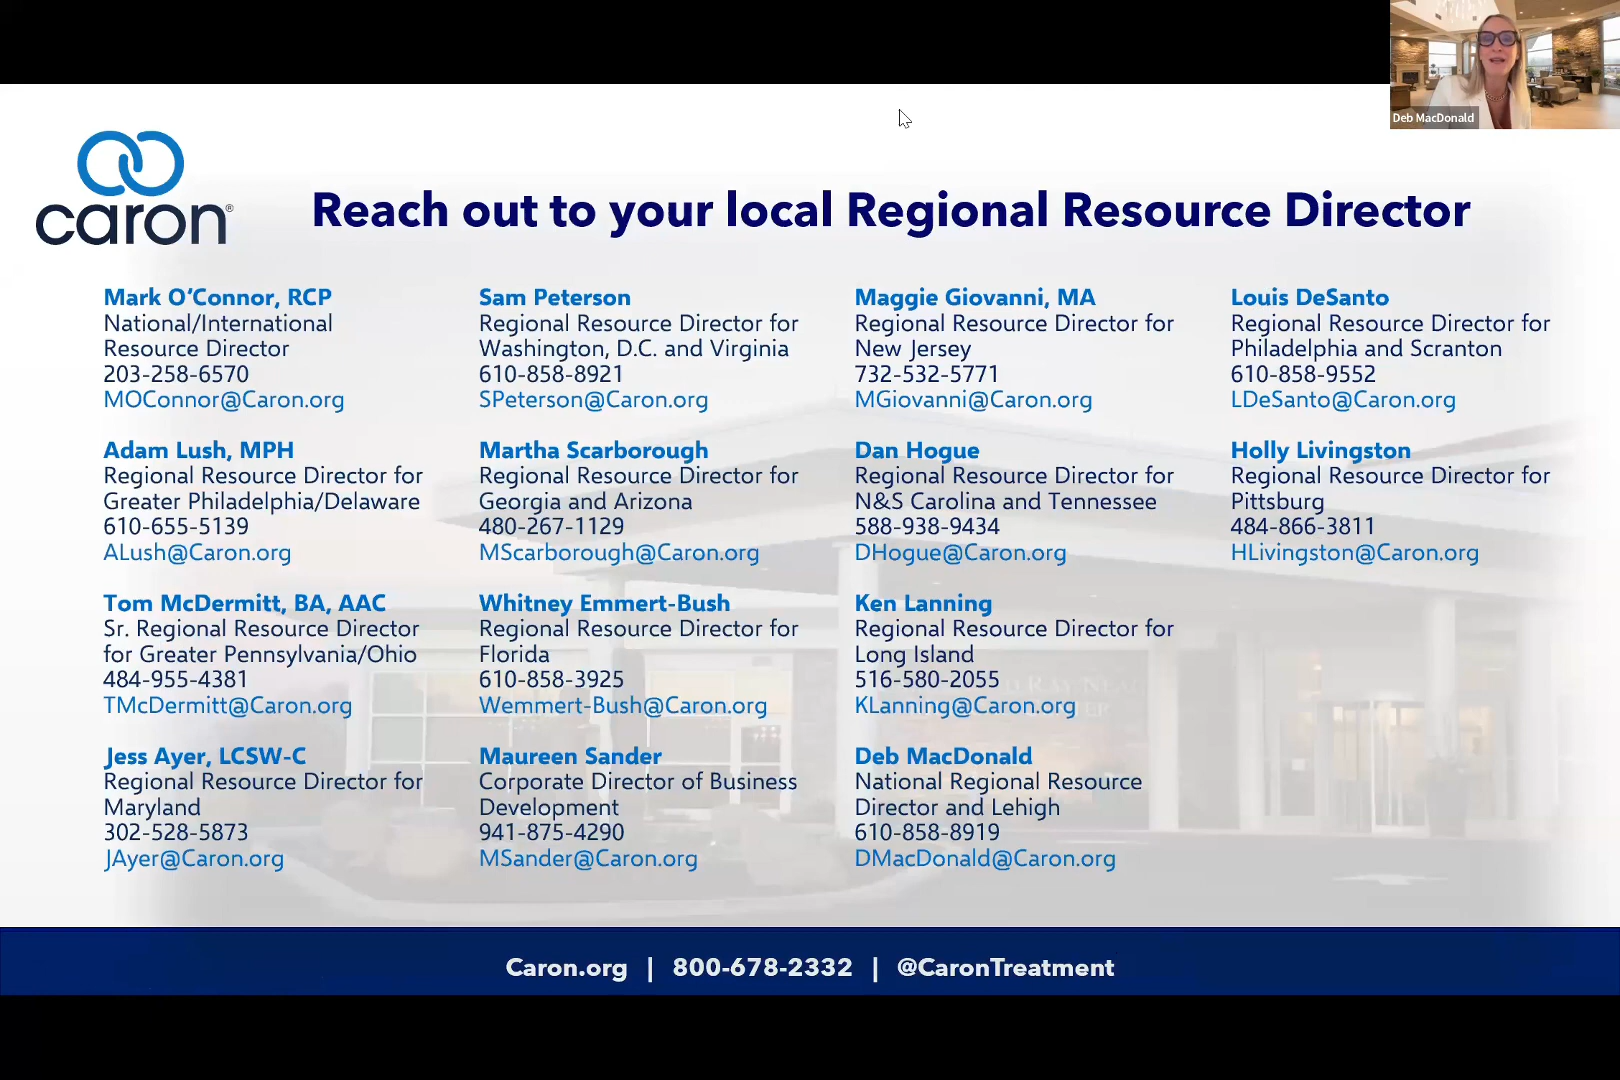 Deb MacDonald
caron®
Reach out to your local Regional Resource Director
Mark O’Connor, RCP
National/International
Resource Director
203-258-6570
MOConnor@Caron.org
Adam Lush, MPH
Regional Resource Director for
Greater Philadelphia/Delaware
610-655-5139
ALush@Caron.org
Tom McDermitt, BA, AAC
Sr. Regional Resource Director
for Greater Pennsylvania/Ohio
484-955-4381
TMcDermitt@Caron.org
Jess Ayer, LCSW-C
Regional Resource Director for
Maryland
302-528-5873
JAyer@Caron.org
Sam Peterson
Regional Resource Director for
Washington, D.C. and Virginia
610-858-8921
SPeterson@Caron.org
Martha Scarborough
Regional Resource Director for
Georgia and Arizona
480-267-1129
MScarborough@Caron.org
Whitney Emmert-Bush
Regional Resource Director for
Florida
610-858-3925
Wemmert-Bush@Caron.org
Maureen Sander
Corporate Director of Business
Development
941-875-4290
MSander@Caron.org
Maggie Giovanni, MA
Regional Resource Director for
New Jersey
732-532-5771
MGiovanni@Caron.org
Dan Hogue
Regional Resource Director for
N&S Carolina and Tennessee
588-938-9434
DHogue@Caron.org
Ken Lanning
Regional Resource Director for
Long Island
516-580-2055
KLanning@Caron.org
Deb MacDonald
National Regional Resource
Director and Lehigh
610-858-8919
DMacDonald@Caron.org
Louis DeSanto
Regional Resource Director for
Philadelphia and Scranton
610-858-9552
LDeSanto@Caron.org
Holly Livingston
Regional Resource Director for
Pittsburg
484-866-3811
HLivingston@Caron.org
Caron.org | 800-678-2332 | @CaronTreatment